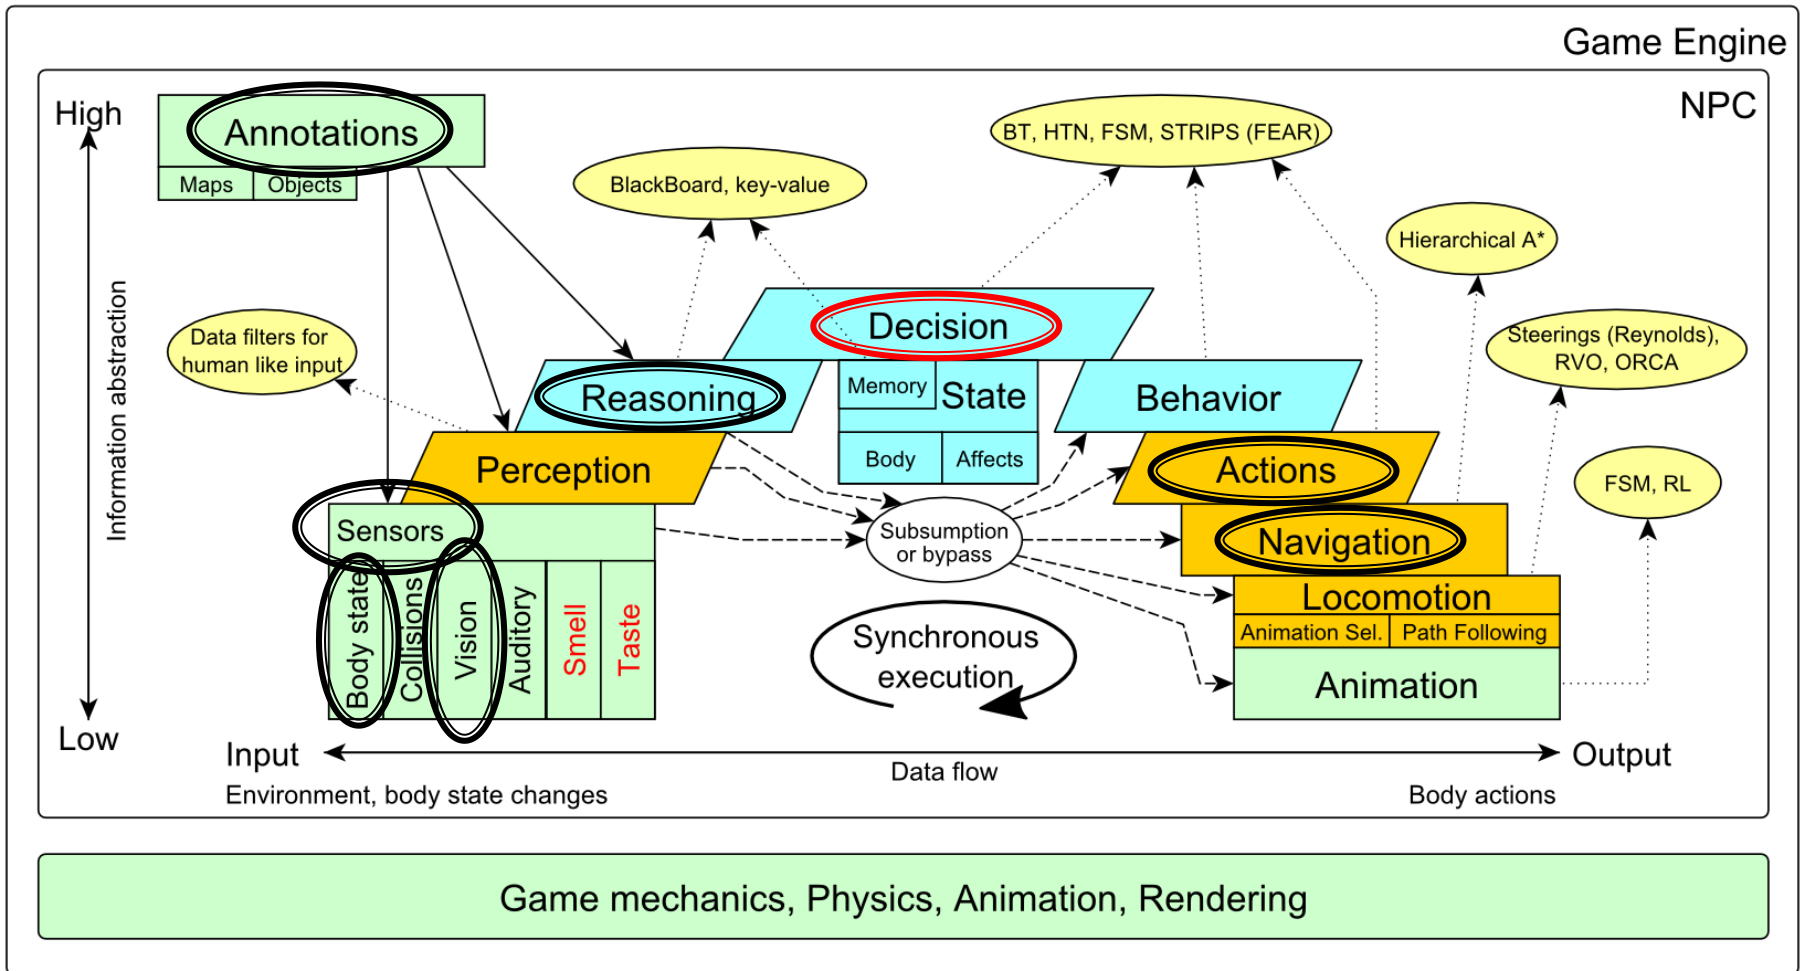 Game Engine
NPC
High
Annotations
Maps
Objects
BlackBoard, key-value
BT, HTN, FSM, STRIPS (FEAR)
Hierarchical A*
Information abstraction
Data filters for
human like input
Decision
Steerings (Reynolds),
RVO, ORCA
Reasoning
Memory
State
Behavior
Perception
Body
Affects
Actions
FSM, RL
Sensors
Subsumption
or bypass
Navigation
Body state
Collisions
Vision
Auditory
Smell
Taste
Locomotion
Animation Sel.
Path Following
Synchronous
execution
Animation
Low
Input
Data flow
Output
Environment, body state changes
Body actions
Game mechanics, Physics, Animation, Rendering